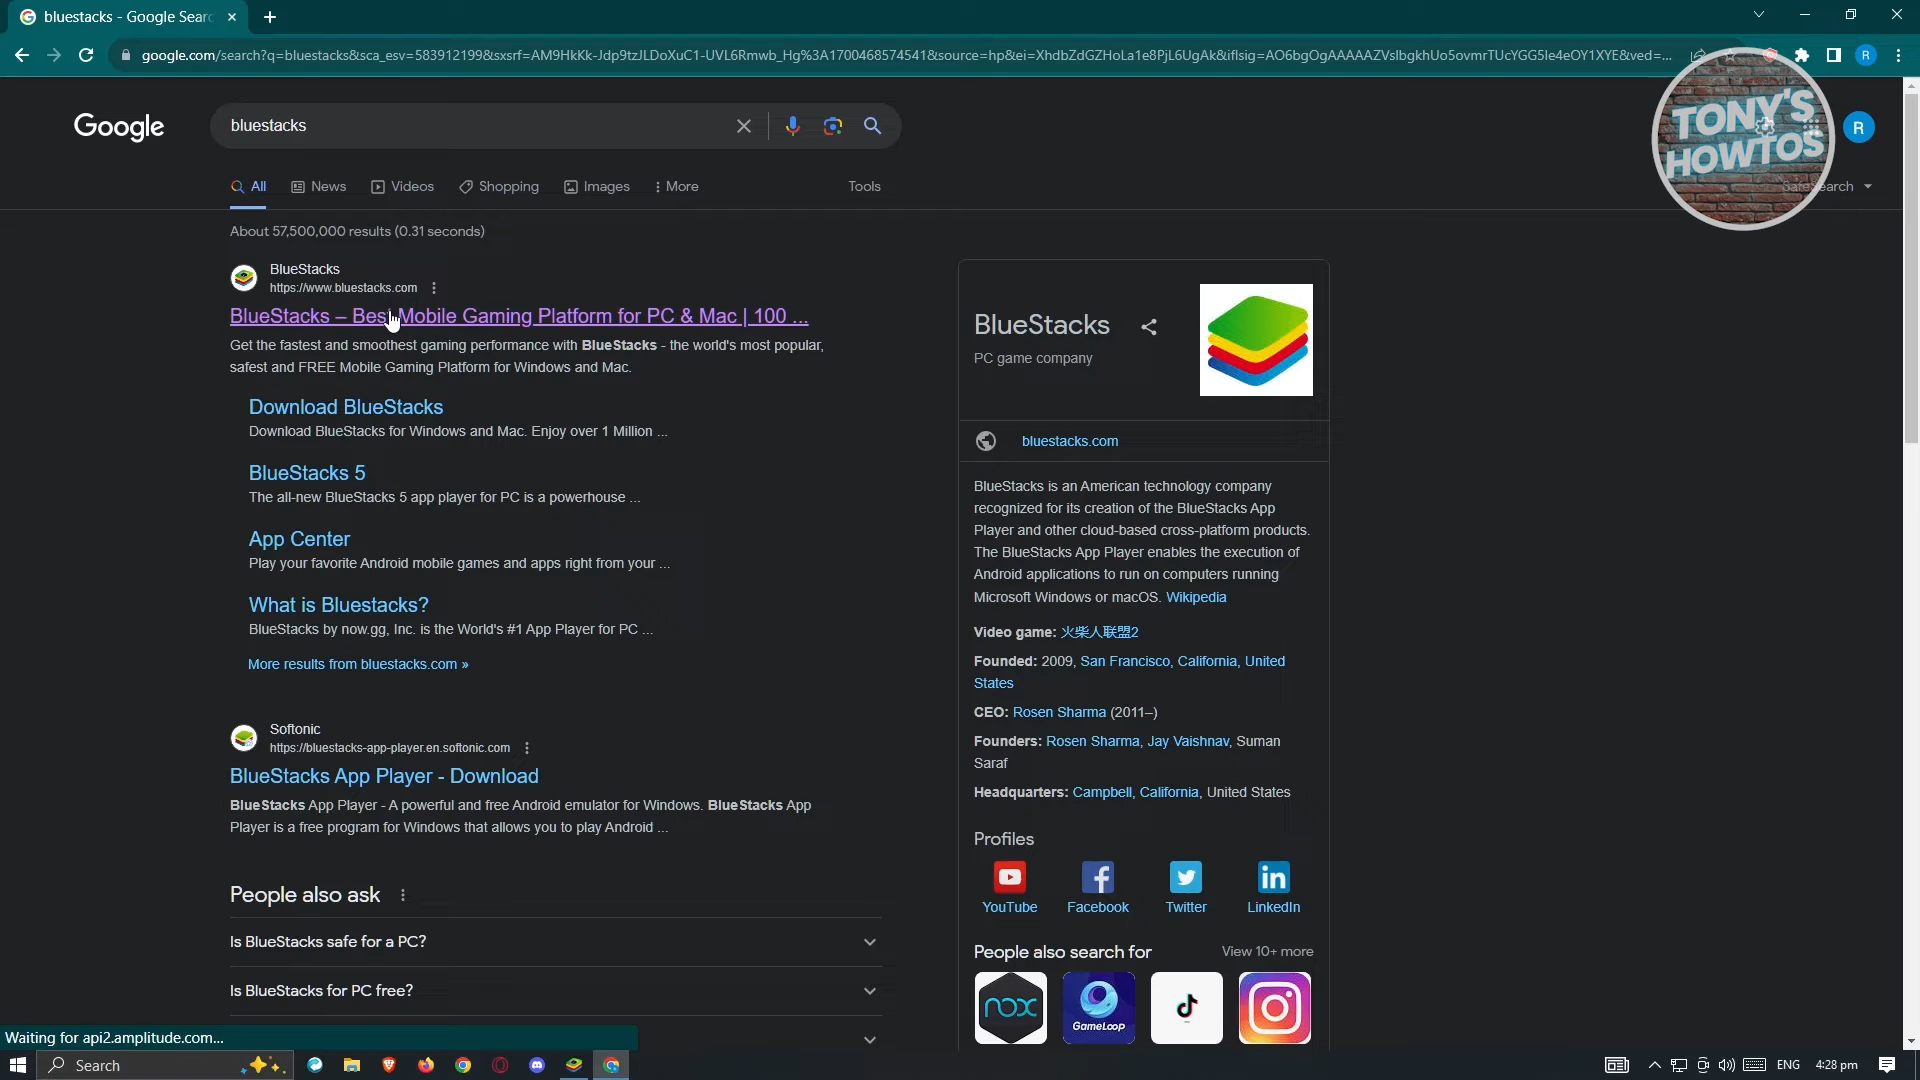 bluestacks - Google Sear
google.com/search?q=bluestacks&sca_esv=583912199&sxsrf=AM9HkKk-Jdp9tzJLDoXuC1-UVL6Rmwb_Hg%3A1700468574541&source=hp&ei=XhdbZdGZHoLa1e8PjL6UgAk&iflsig=AO6bgOgAAAAAZVslbgkhUo5ovmrTUcYGG5le4eOY1XYE&ved=...
R
TONY'S
HOWTOS
Google
bluestacks
R
All
News
Videos
Shopping
Images
More
Tools
SafeSearch
About 57,500,000 results (0.31 seconds)
BlueStacks
https://www.bluestacks.com
BlueStacks – Best Mobile Gaming Platform for PC & Mac | 100 ...
Get the fastest and smoothest gaming performance with BlueStacks - the world's most popular,
safest and FREE Mobile Gaming Platform for Windows and Mac.
Download BlueStacks
Download BlueStacks for Windows and Mac. Enjoy over 1 Million ...
BlueStacks 5
The all-new BlueStacks 5 app player for PC is a powerhouse ...
App Center
Play your favorite Android mobile games and apps right from your ...
What is Bluestacks?
BlueStacks by now.gg, Inc. is the World's #1 App Player for PC ...
More results from bluestacks.com »
Softonic
https://bluestacks-app-player.en.softonic.com
BlueStacks App Player - Download
BlueStacks App Player - A powerful and free Android emulator for Windows. BlueStacks App
Player is a free program for Windows that allows you to play Android ...
People also ask
Is BlueStacks safe for a PC?
Is BlueStacks for PC free?
BlueStacks
PC game company
bluestacks.com
BlueStacks is an American technology company
recognized for its creation of the BlueStacks App
Player and other cloud-based cross-platform products.
The BlueStacks App Player enables the execution of
Android applications to run on computers running
Microsoft Windows or macOS. Wikipedia
Video game: 火柴人联盟2
Founded: 2009, San Francisco, California, United
States
CEO: Rosen Sharma (2011–)
Founders: Rosen Sharma, Jay Vaishnav, Suman
Saraf
Headquarters: Campbell, California, United States
Profiles
YouTube
Facebook
Twitter
LinkedIn
People also search for
View 10+ more
nox
GameLoop
Waiting for api2.amplitude.com...
Search
ENG
4:28 pm